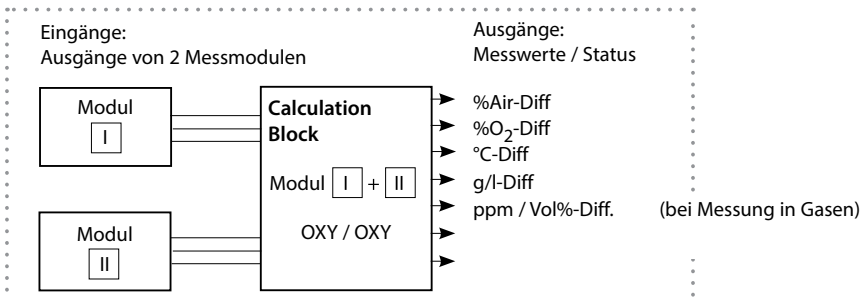 Eingänge:
Ausgänge von 2 Messmodulen
Ausgänge:
Messwerte / Status
Modul
I
Modul
II
Calculation
Block
Modul I + II
OXY / OXY
%Air-Diff
%O2-Diff
°C-Diff
g/l-Diff
ppm / Vol%-Diff. (bei Messung in Gasen)